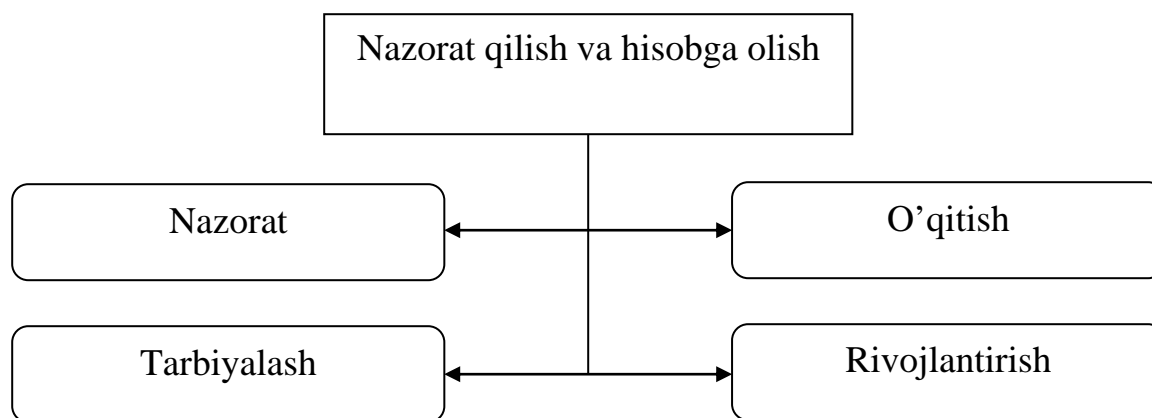 Nazorat qilish va hisobga olish
Nazorat
O’qitish
Tarbiyalash
Rivojlantirish